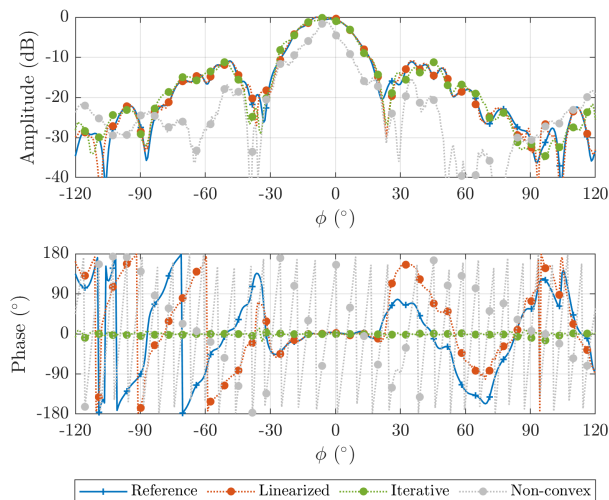 0
-10
-20
-30
-40
Amplitude (dB)
-120 -90 -60 -30 0 30 60 90 120
ϕ (°)
180
90
0
-90
-180
Phase (°)
-120 -90 -60 -30 0 30 60 90 120
ϕ (°)
Reference Linearized Iterative Non-convex